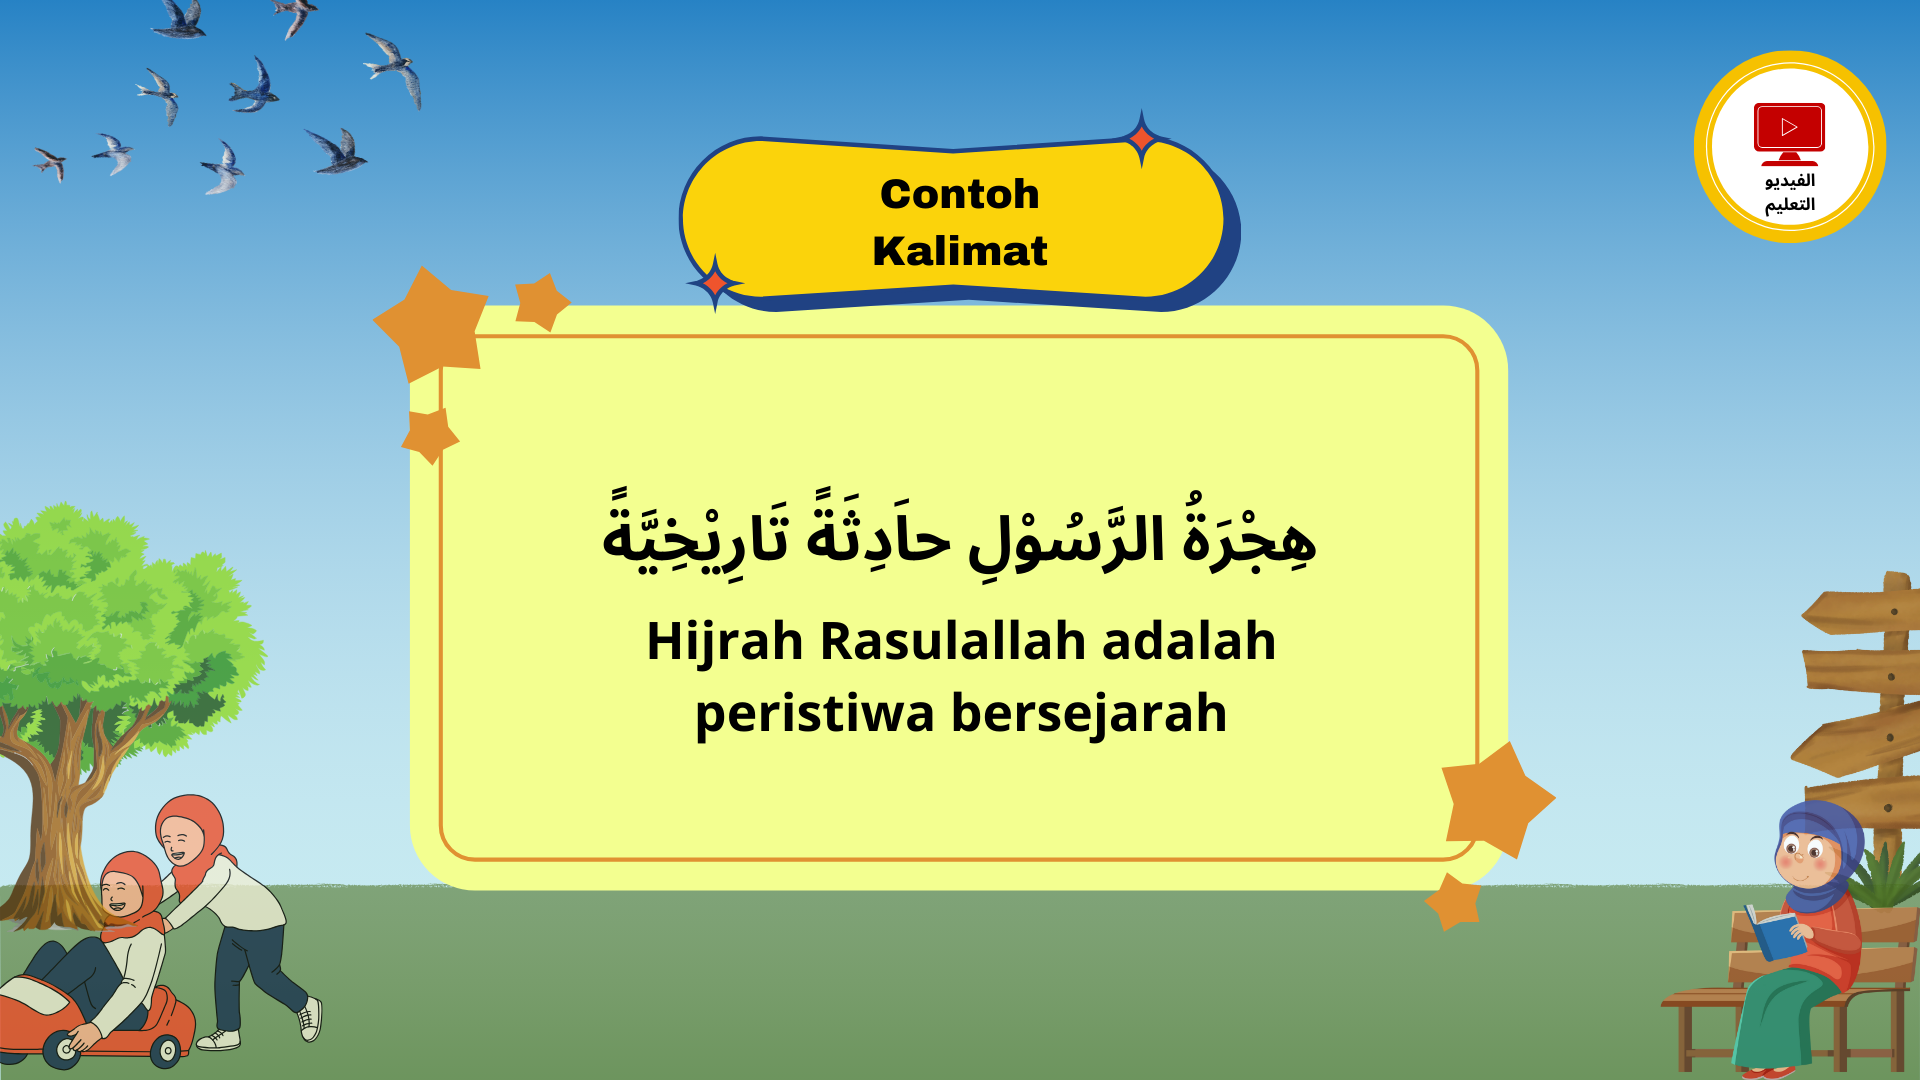 Contoh
Kalimat
الفيديو
التعليم
هِجْرَةُ الرَّسُوْلِ حاَدِثَةً تَارِيْخِيَّةً
Hijrah Rasulallah adalah
peristiwa bersejarah